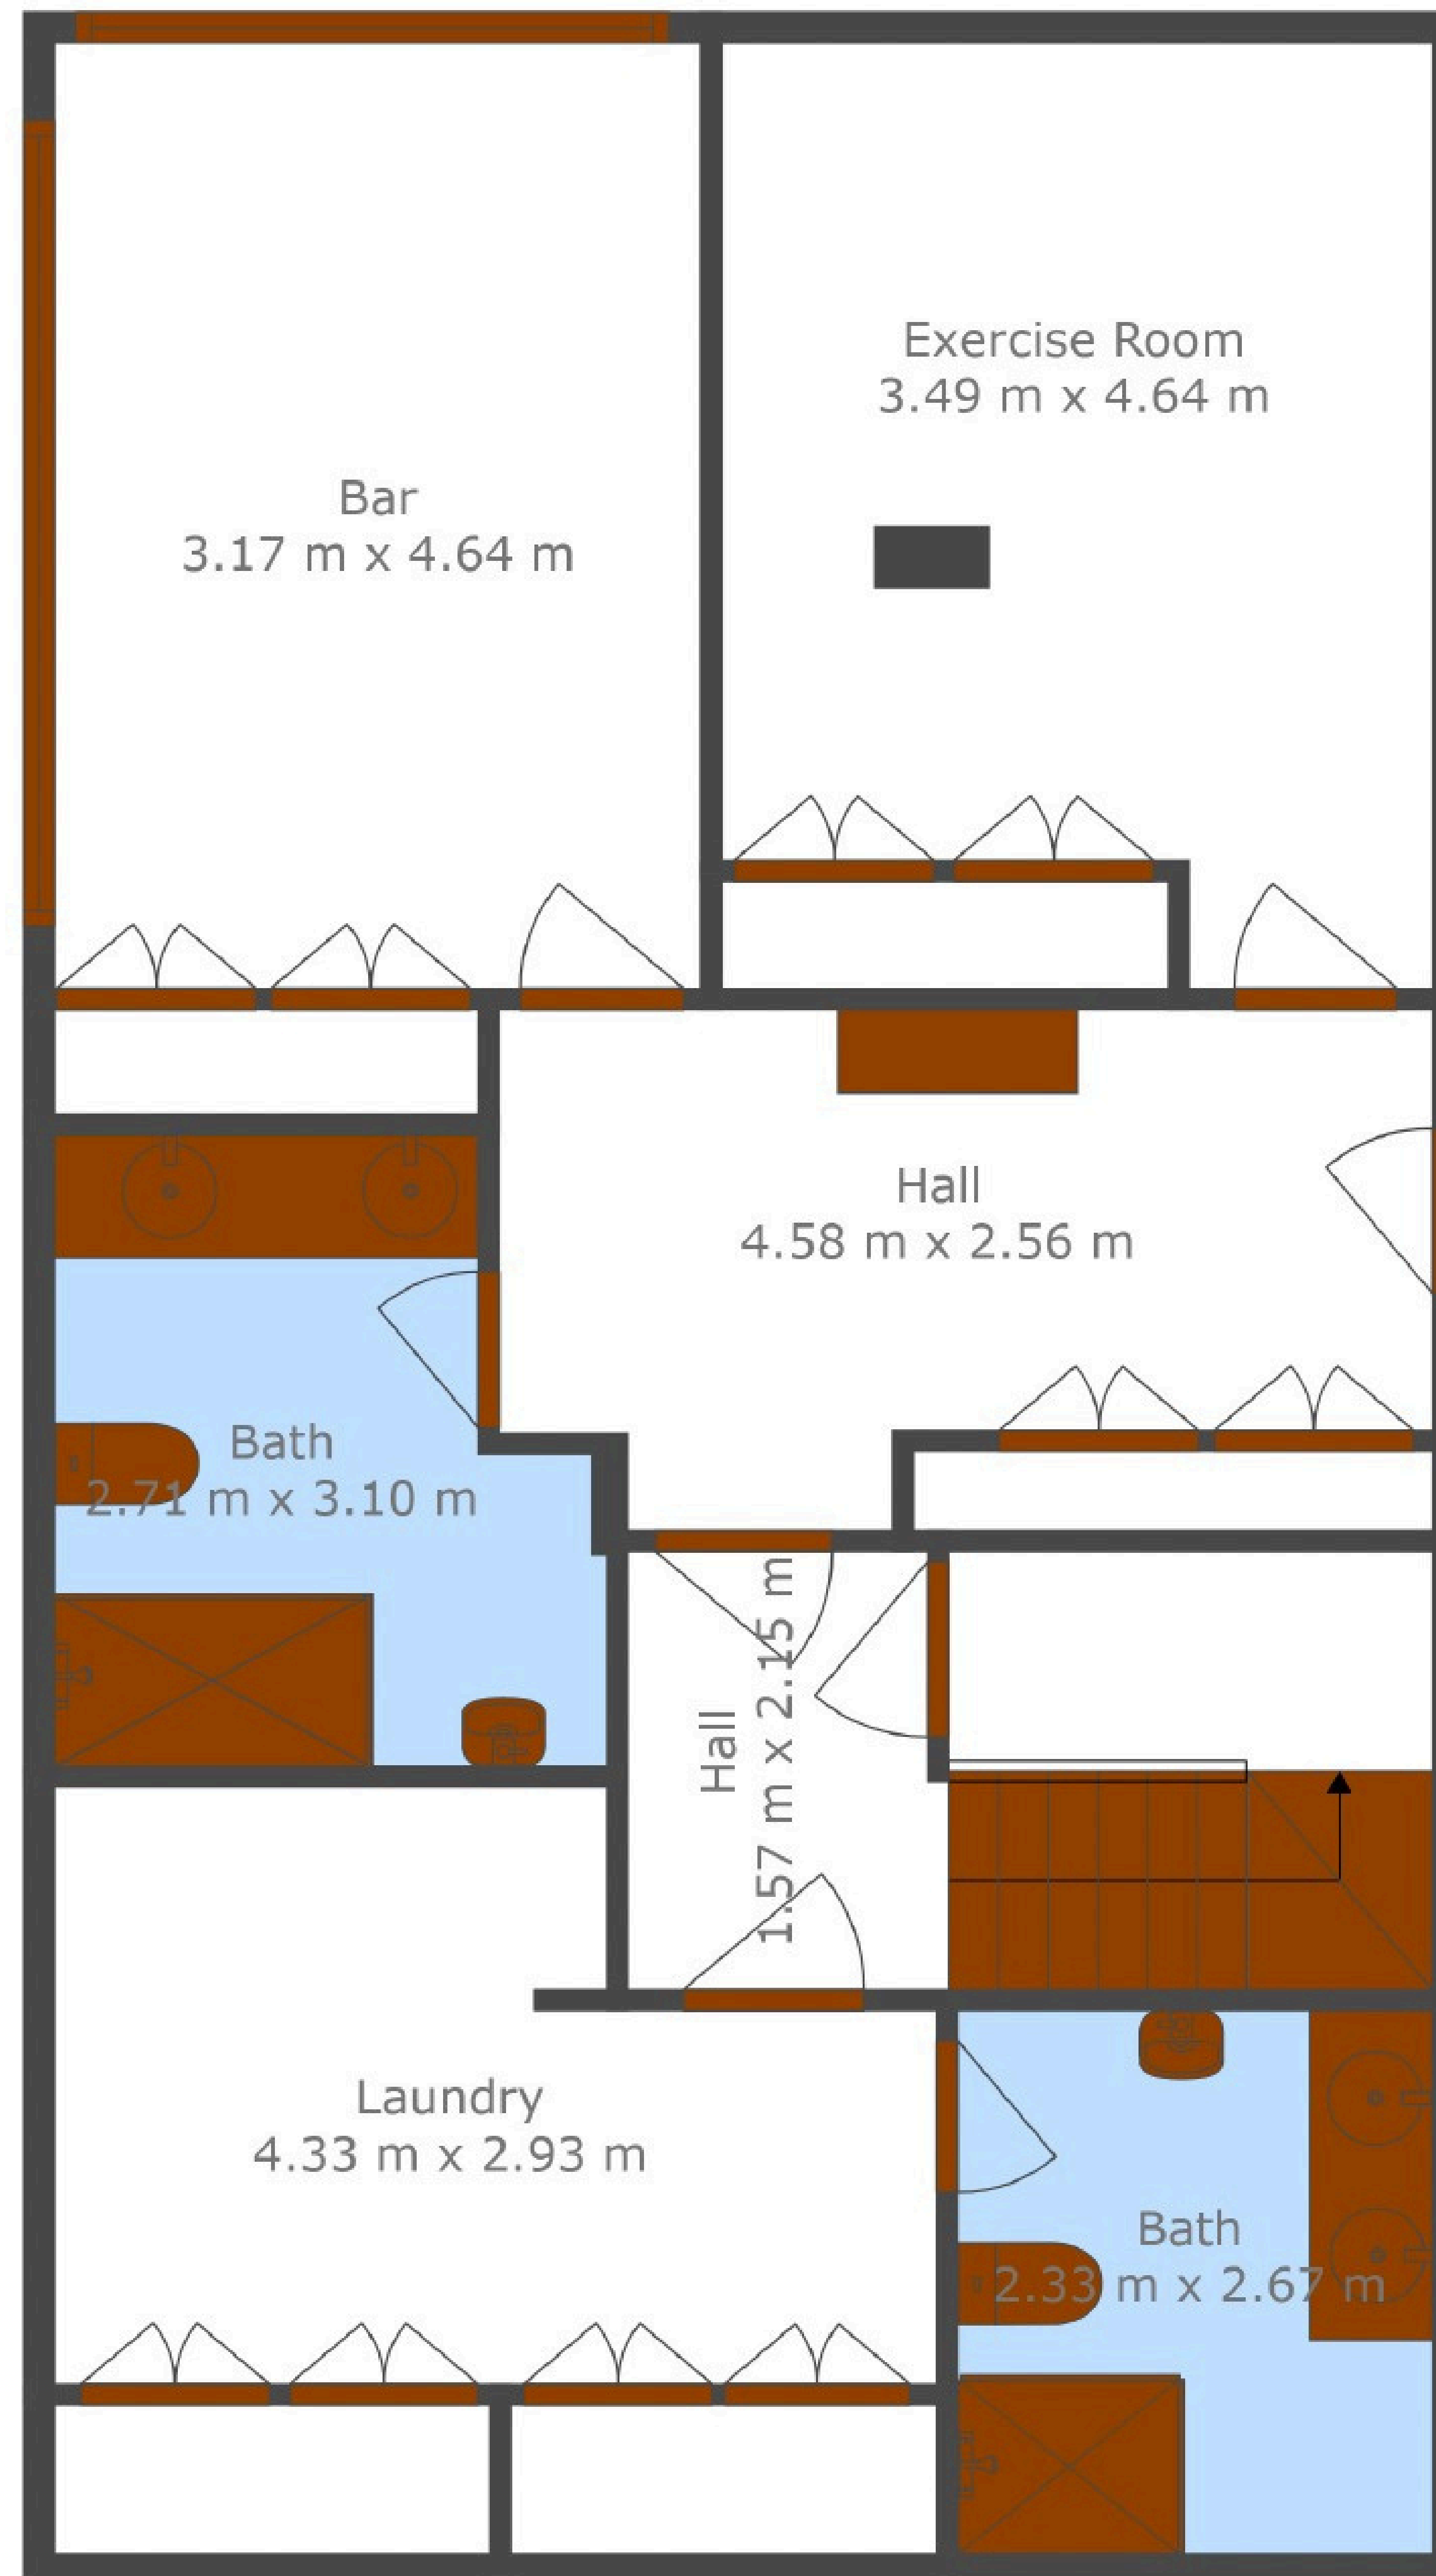 Exercise Room
3.49 m x 4.64 m
Bar
3.17 m x 4.64 m
Hall
4.58 m x 2.56 m
Bath
2.71 m x 3.10 m
Hall
1.57 m x 2.15 m
Laundry
4.33 m x 2.93 m
Bath
2.33 m x 2.67 m